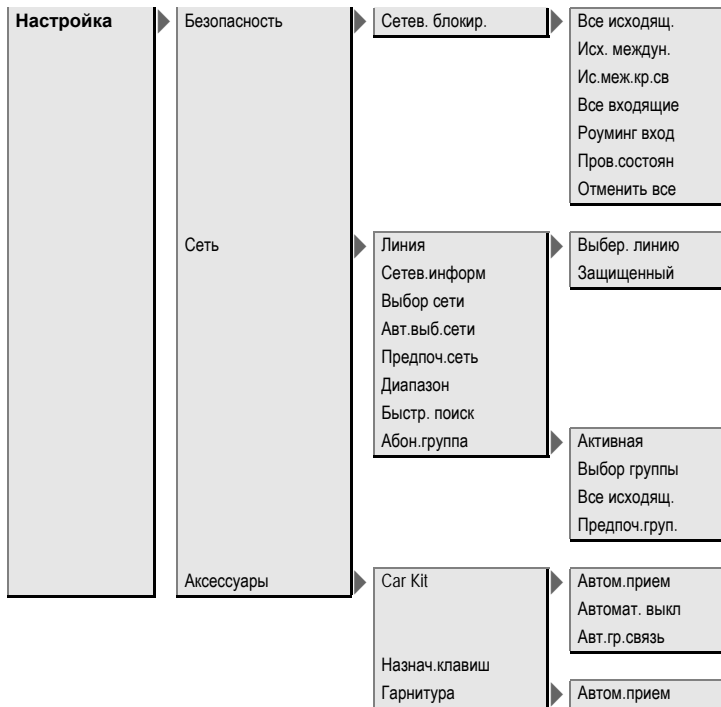 Настройка Безопасность Сетев. блокир. Все исходящ.
Исх. междун.
Ис.меж.кр.св
Все входящие
Роуминг вход
Пров.состоян
Отменить все
Сеть Линия Выбер. линию
Сетев.информ Защищенный
Выбор сети
Авт.выб.сети
Предпоч.сеть
Диапазон
Быстр. поиск
Абон.группа Активная
Выбор группы
Все исходящ.
Предпоч.груп.
Аксессуары Car Kit Автом.прием
Автомат. выкл
Авт.гр.связь
Назнач.клавиш
Гарнитура Автом.прием